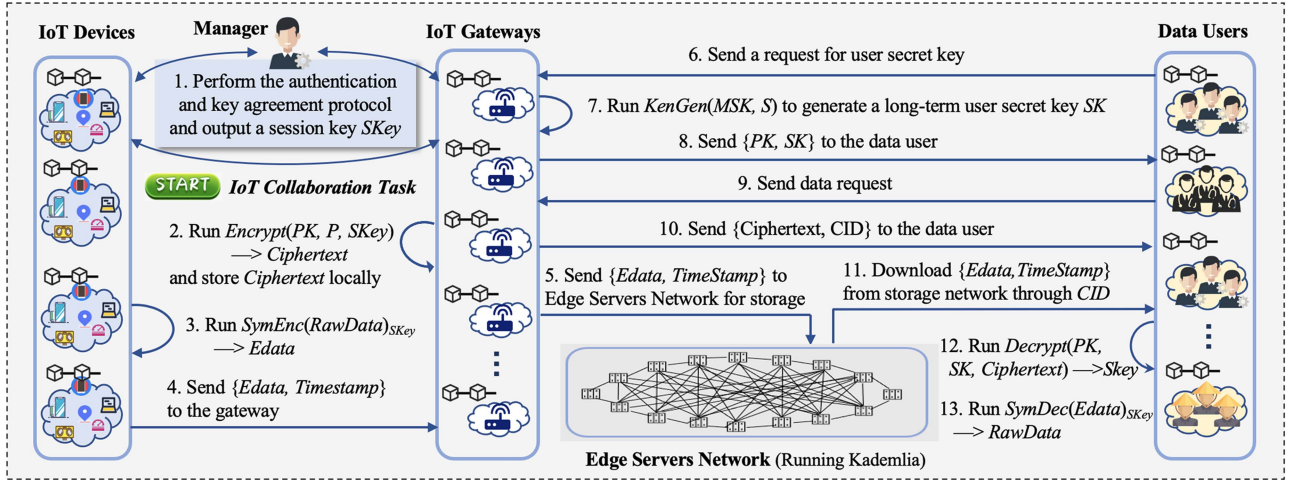 IoT Devices
Manager
IoT Gateways
Data Users
1. Perform the authentication
and key agreement protocol
and output a session key SKey
START
IoT Collaboration Task
2. Run Encrypt(PK, P, SKey)
—> Ciphertext
and store Ciphertext locally
3. Run SymEnc(RawData)SKey
—> Edata
4. Send {Edata, Timestamp}
to the gateway
5. Send {Edata, TimeStamp} to
Edge Servers Network for storage
6. Send a request for user secret key
7. Run KenGen(MSK, S) to generate a long-term user secret key SK
8. Send {PK, SK} to the data user
9. Send data request
10. Send {Ciphertext, CID} to the data user
11. Download {Edata,TimeStamp}
from storage network through CID
12. Run Decrypt(PK,
SK, Ciphertext) —>Skey
13. Run SymDec(Edata)SKey
—> RawData
Edge Servers Network (Running Kademlia)